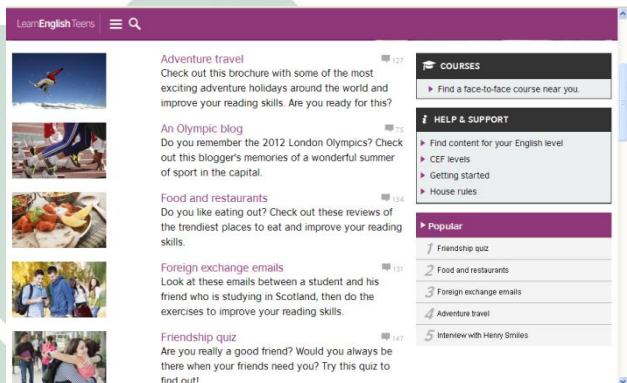 LearnEnglish Teens
Adventure travel 127
Check out this brochure with some of the most
exciting adventure holidays around the world and
improve your reading skills. Are you ready for this?
An Olympic blog 75
Do you remember the 2012 London Olympics? Check
out this blogger's memories of a wonderful summer
of sport in the capital.
Food and restaurants 134
Do you like eating out? Check out these reviews of
the trendiest places to eat and improve your reading
skills.
Foreign exchange emails 131
Look at these emails between a student and his
friend who is studying in Scotland, then do the
exercises to improve your reading skills.
Friendship quiz 147
Are you really a good friend? Would you always be
there when your friends need you? Try this quiz to
find out!
COURSES
Find a face-to-face course near you.
i HELP & SUPPORT
Find content for your English level
CEF levels
Getting started
House rules
Popular
1 Friendship quiz
2 Food and restaurants
3 Foreign exchange emails
4 Adventure travel
5 Interview with Henry Smiles